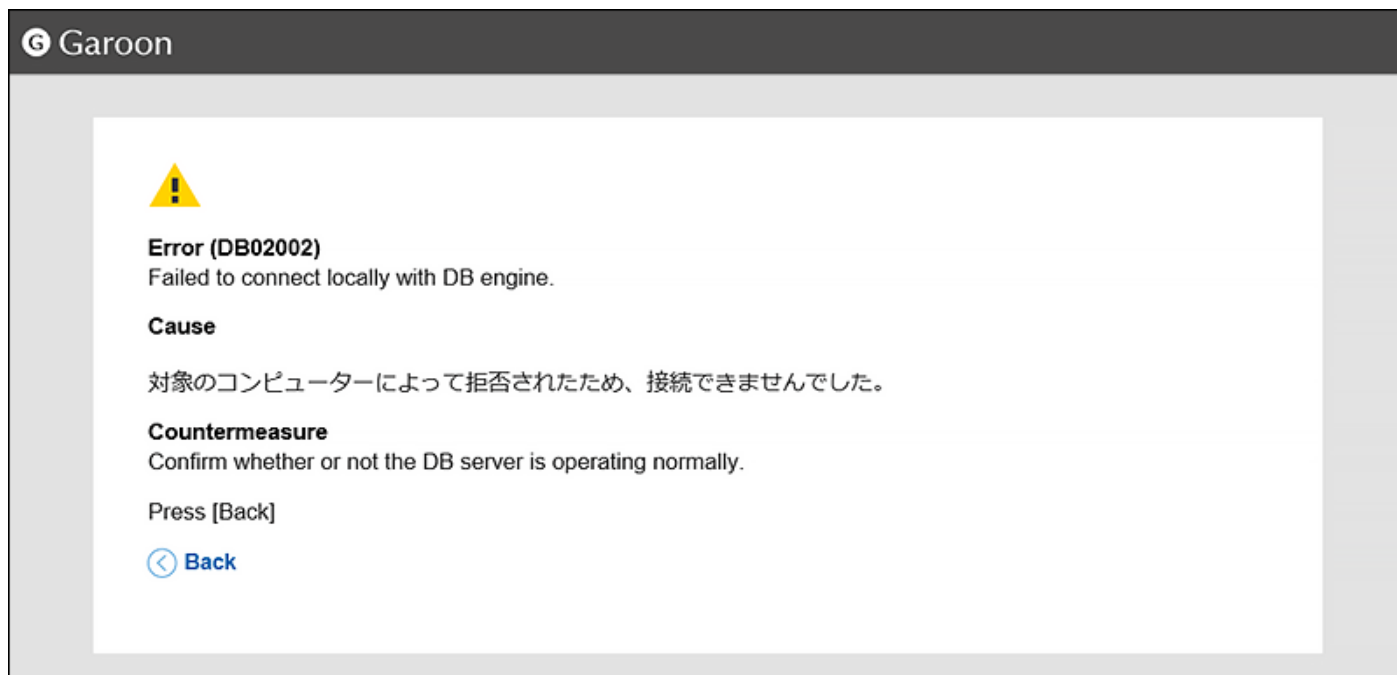 G Garoon
Error (DB02002)
Failed to connect locally with DB engine.
Cause
対象のコンピューターによって拒否されたため、接続できませんでした。
Countermeasure
Confirm whether or not the DB server is operating normally.
Press [Back]
Back